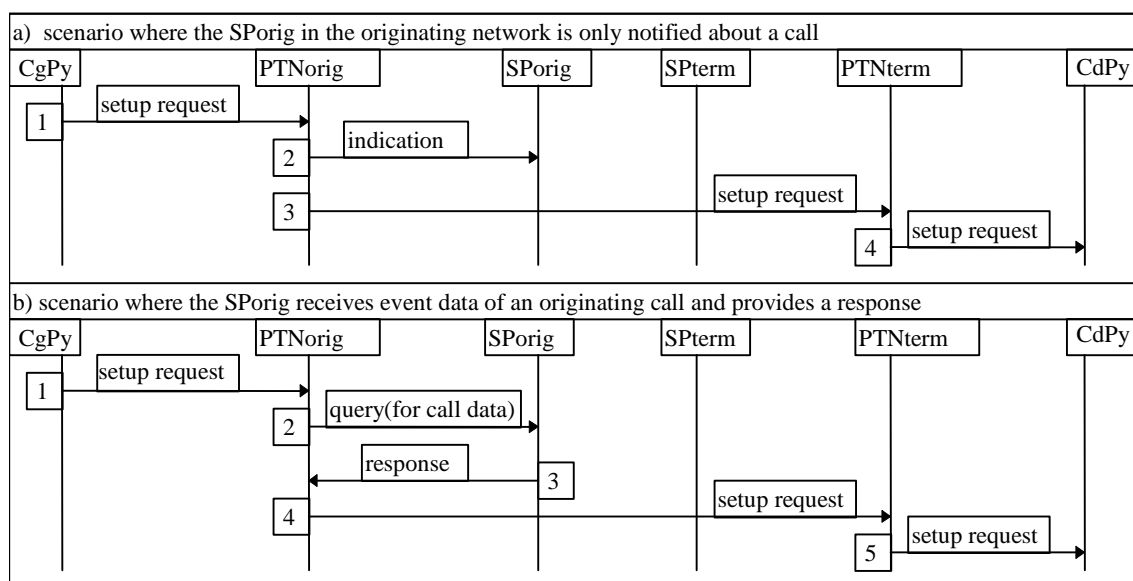 a) scenario where the SPorig in the originating network is only notified about a call
CgPy PTNorig SPorig SPterm PTNterm CdPy
setup request
1
indication
2
setup request
3
setup request
4
b) scenario where the SPorig receives event data of an originating call and provides a response
CgPy PTNorig SPorig SPterm PTNterm CdPy
setup request
1
query(for call data)
2
response
3
setup request
4
setup request
5